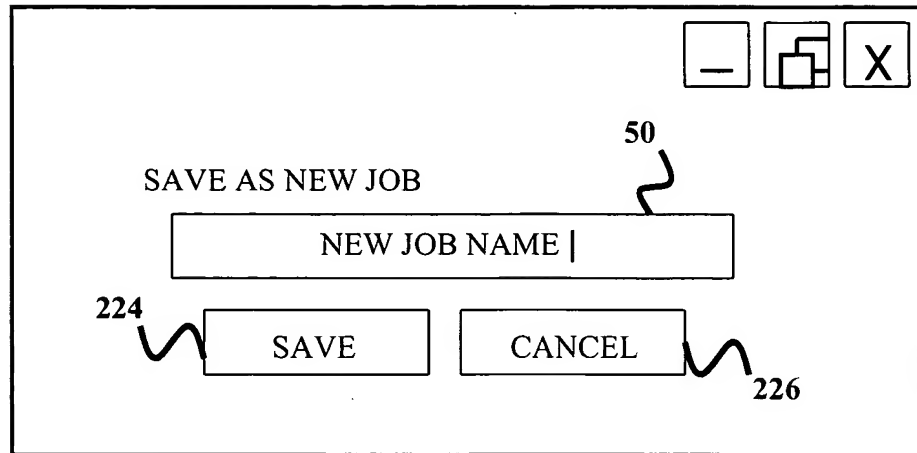 _ X
50
SAVE AS NEW JOB
NEW JOB NAME |
224
SAVE CANCEL
226